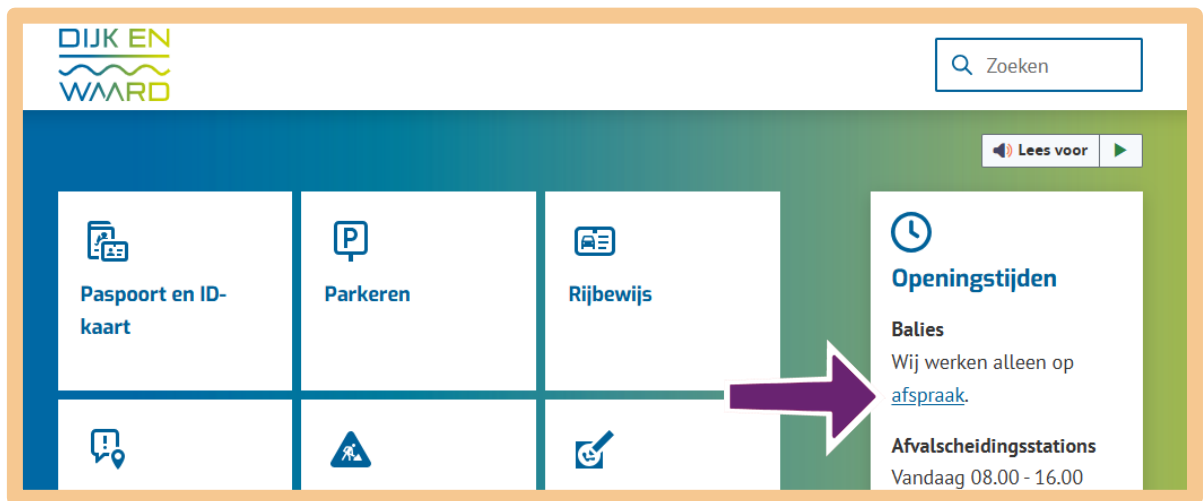 DIJK EN
WAARD
Zoeken
Lees voor
Paspoort en ID-
kaart
P
Parkeren
Rijbewijs
Openingstijden
Balies
Wij werken alleen op
afspraak.
Afvalscheidingsstations
Vandaag 08.00 - 16.00